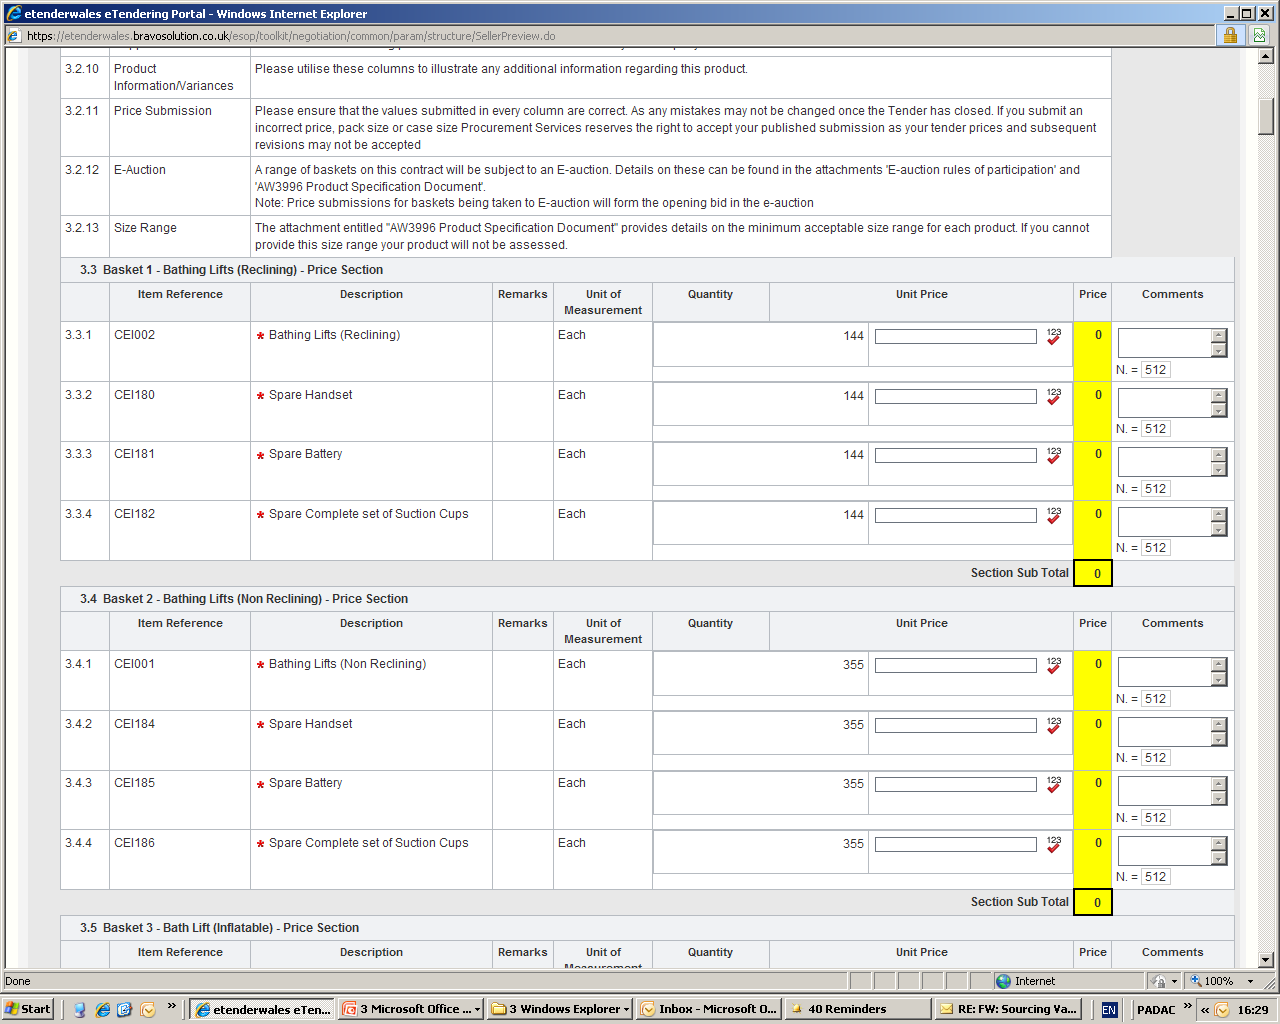 etenderwales eTendering Portal - Windows Internet Explorer
https://etenderwales.bravosolution.co.uk/esop/toolkit/negotiation/common/param/structure/SellerPreview.do
3.2.10 Product Information/Variances Please utilise these columns to illustrate any additional information regarding this product.
3.2.11 Price Submission Please ensure that the values submitted in every column are correct. As any mistakes may not be changed once the Tender has closed. If you submit an
incorrect price, pack size or case size Procurement Services reserves the right to accept your published submission as your tender prices and subsequent
revisions may not be accepted
3.2.12 E-Auction A range of baskets on this contract will be subject to an E-auction. Details on these can be found in the attachments 'E-auction rules of participation' and
'AW3996 Product Specification Document'.
Note: Price submissions for baskets being taken to E-auction will form the opening bid in the e-auction
3.2.13 Size Range The attachment entitled "AW3996 Product Specification Document" provides details on the minimum acceptable size range for each product. If you cannot
provide this size range your product will not be assessed.
3.3 Basket 1 - Bathing Lifts (Reclining) - Price Section
Item Reference Description Remarks Unit of Measurement Quantity Unit Price Price Comments
3.3.1 CEI002 * Bathing Lifts (Reclining) Each 144 123 0
N. = 512
3.3.2 CEI180 * Spare Handset Each 144 123 0
N. = 512
3.3.3 CEI181 * Spare Battery Each 144 123 0
N. = 512
3.3.4 CEI182 * Spare Complete set of Suction Cups Each 144 123 0
N. = 512
Section Sub Total 0
3.4 Basket 2 - Bathing Lifts (Non Reclining) - Price Section
Item Reference Description Remarks Unit of Measurement Quantity Unit Price Price Comments
3.4.1 CEI001 * Bathing Lifts (Non Reclining) Each 355 123 0
N. = 512
3.4.2 CEI184 * Spare Handset Each 355 123 0
N. = 512
3.4.3 CEI185 * Spare Battery Each 355 123 0
N. = 512
3.4.4 CEI186 * Spare Complete set of Suction Cups Each 355 123 0
N. = 512
Section Sub Total 0
3.5 Basket 3 - Bath Lift (Inflatable) - Price Section
Item Reference Description Remarks Unit of Measurement Quantity Unit Price Price Comments
Done Internet 100%
Start » etenderwales eTen... 3 Microsoft Office ... 3 Windows Explorer Inbox - Microsoft O... 40 Reminders RE: FW: Sourcing Va... EN PADAC » « 16:29